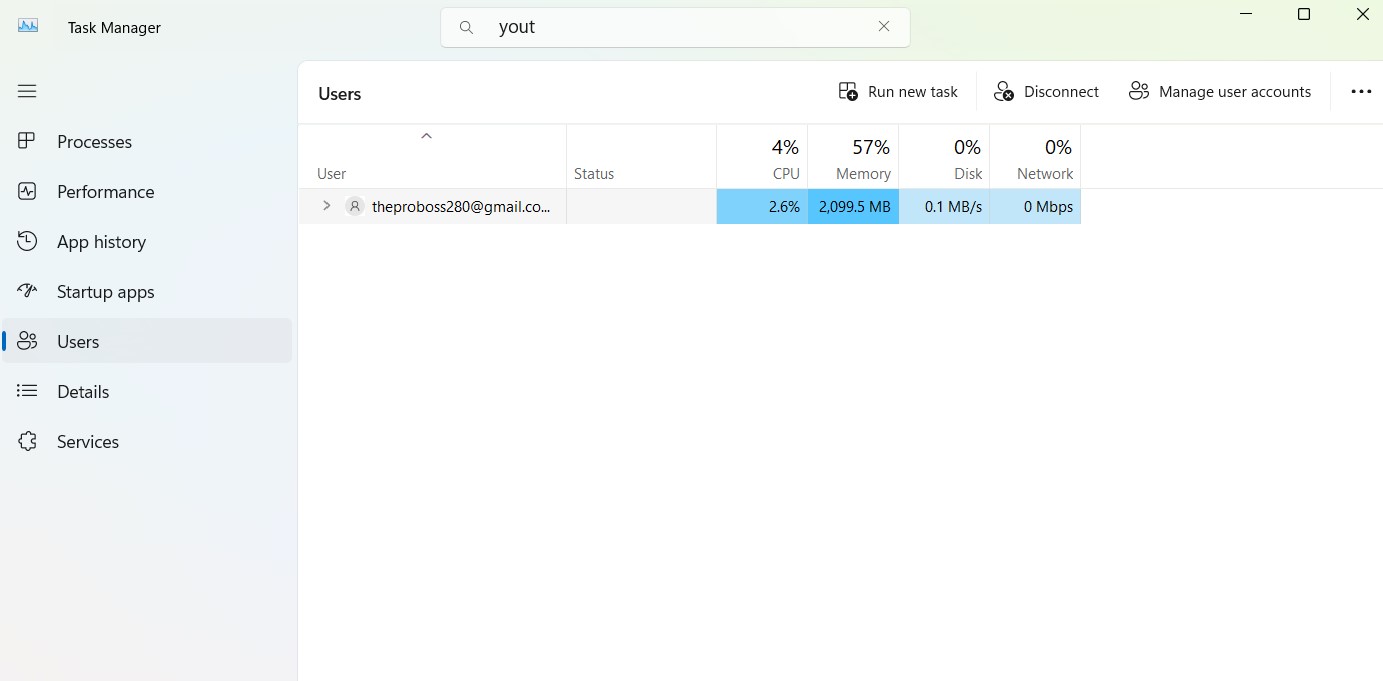 Task Manager
yout
Processes
Performance
App history
Startup apps
Users
Details
Services
Users
Run new task
Disconnect
Manage user accounts
4% 57% 0% 0%
User Status CPU Memory Disk Network
theproboss280@gmail.co... 2.6% 2,099.5 MB 0.1 MB/s 0 Mbps